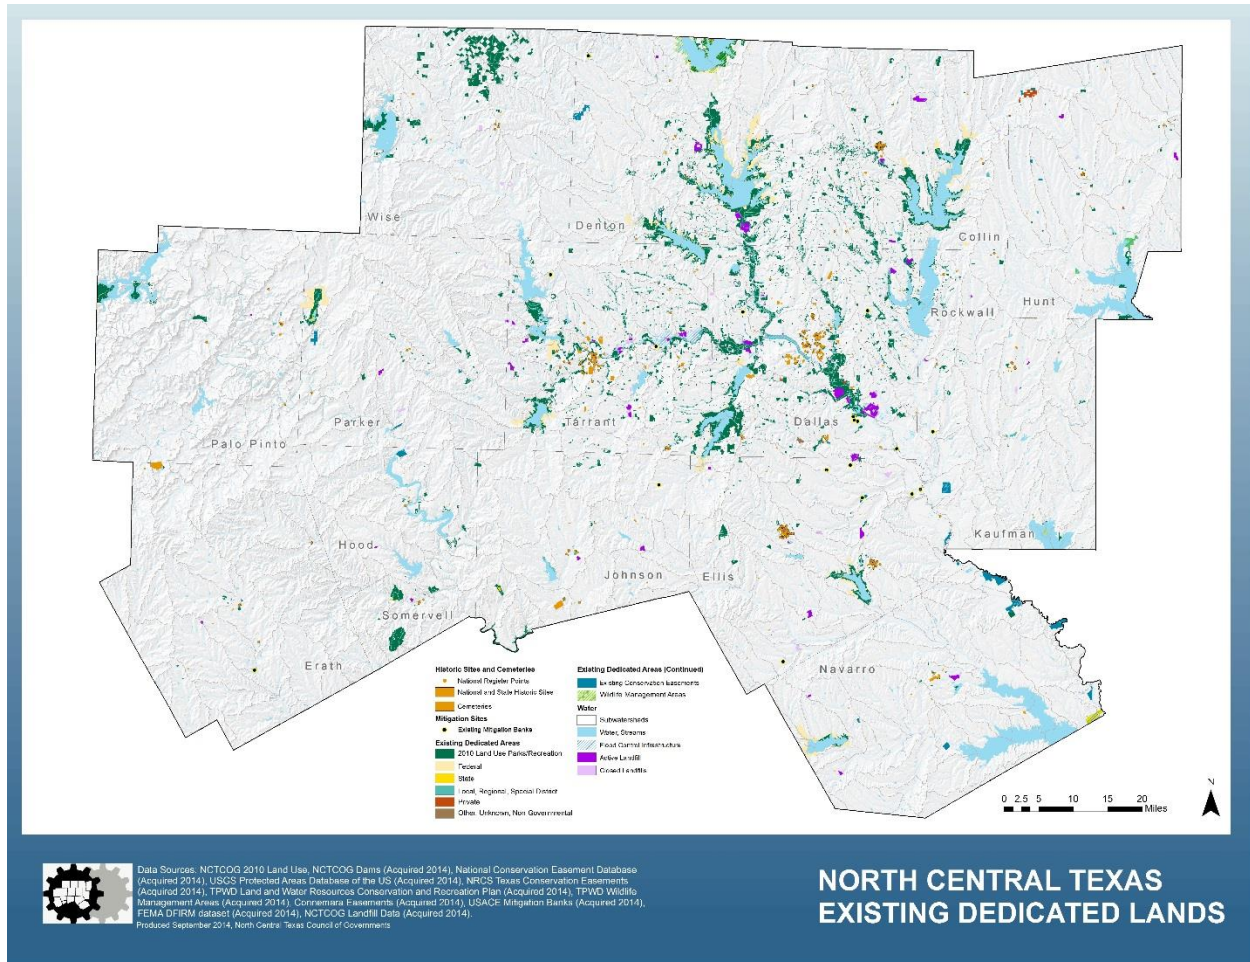 Wise
Denton
Collin
Hunt
Rockwall
Parker
Tarrant
Dallas
Palo Pinto
Kaufman
Hood
Johnson
Ellis
Somervell
Erath
Navarro
Historic Sites and Cemeteries
National Register Points
National and State Historic Sites
Cemeteries
Mitigation Sites
Existing Mitigation Banks
Existing Dedicated Areas
2010 Land Use Parks/Recreation
Federal
State
Local, Regional, Special District
Private
Other, Unknown, Non Governmental
Existing Dedicated Areas (Continued)
Existing Conservation Easements
Wildlife Management Areas
Water
Subwatersheds
Water, Streams
Flood Control Infrastructure
Active Landfill
Closed Landfills
N
0 2.5 5 10 15 20
Miles
Data Sources: NCTCOG 2010 Land Use, NCTCOG Dams (Acquired 2014), National Conservation Easement Database
(Acquired 2014), USGS Protected Areas Database of the US (Acquired 2014), NRCS Texas Conservation Easements
(Acquired 2014), TPWD Land and Water Resources Conservation and Recreation Plan (Acquired 2014), TPWD Wildlife
Management Areas (Acquired 2014), Connemara Easements (Acquired 2014), USACE Mitigation Banks (Acquired 2014),
FEMA DFIRM dataset (Acquired 2014), NCTCOG Landfill Data (Acquired 2014).
Produced September 2014, North Central Texas Council of Governments
NORTH CENTRAL TEXAS
EXISTING DEDICATED LANDS